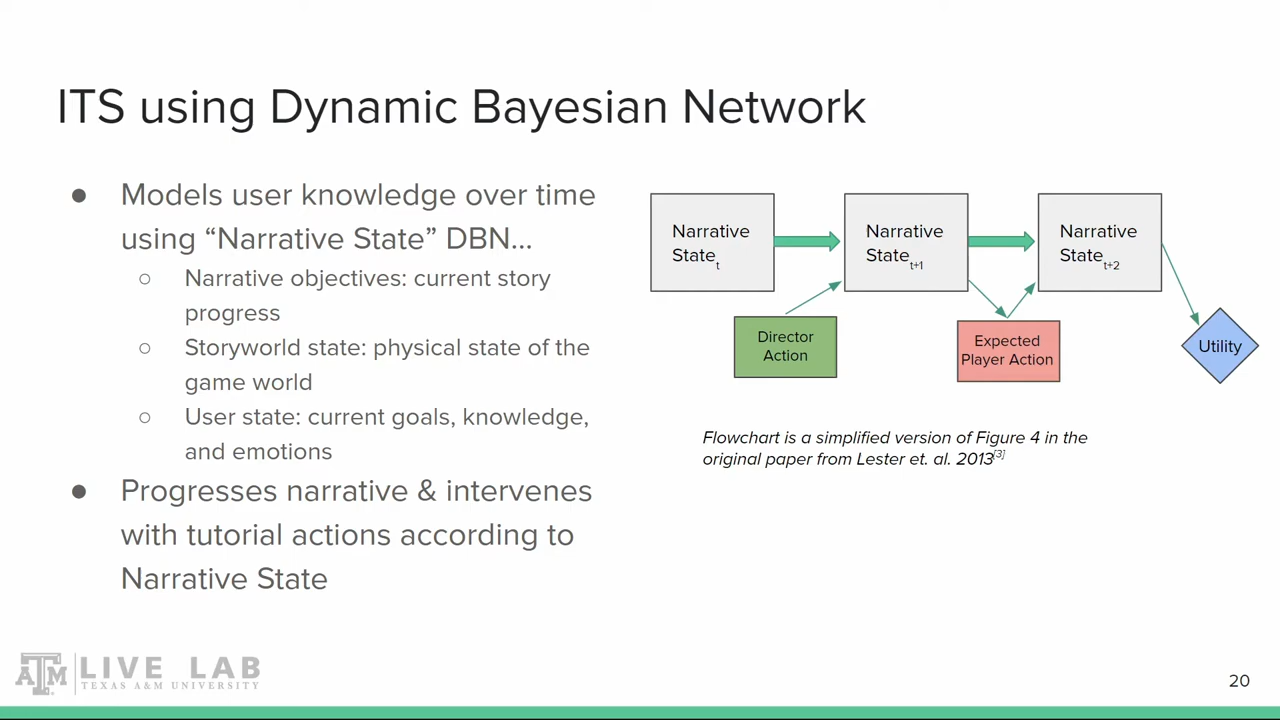 ITS using Dynamic Bayesian Network
● Models user knowledge over time
using “Narrative State” DBN...
○ Narrative objectives: current story
progress
○ Storyworld state: physical state of the
game world
○ User state: current goals, knowledge,
and emotions
● Progresses narrative & intervenes
with tutorial actions according to
Narrative State
Narrative
Statet
Narrative
Statet+1
Narrative
Statet+2
Director
Action
Expected
Player Action
Utility
Flowchart is a simplified version of Figure 4 in the
original paper from Lester et. al. 2013[3]
ATM LIVE LAB
TEXAS A&M UNIVERSITY
20